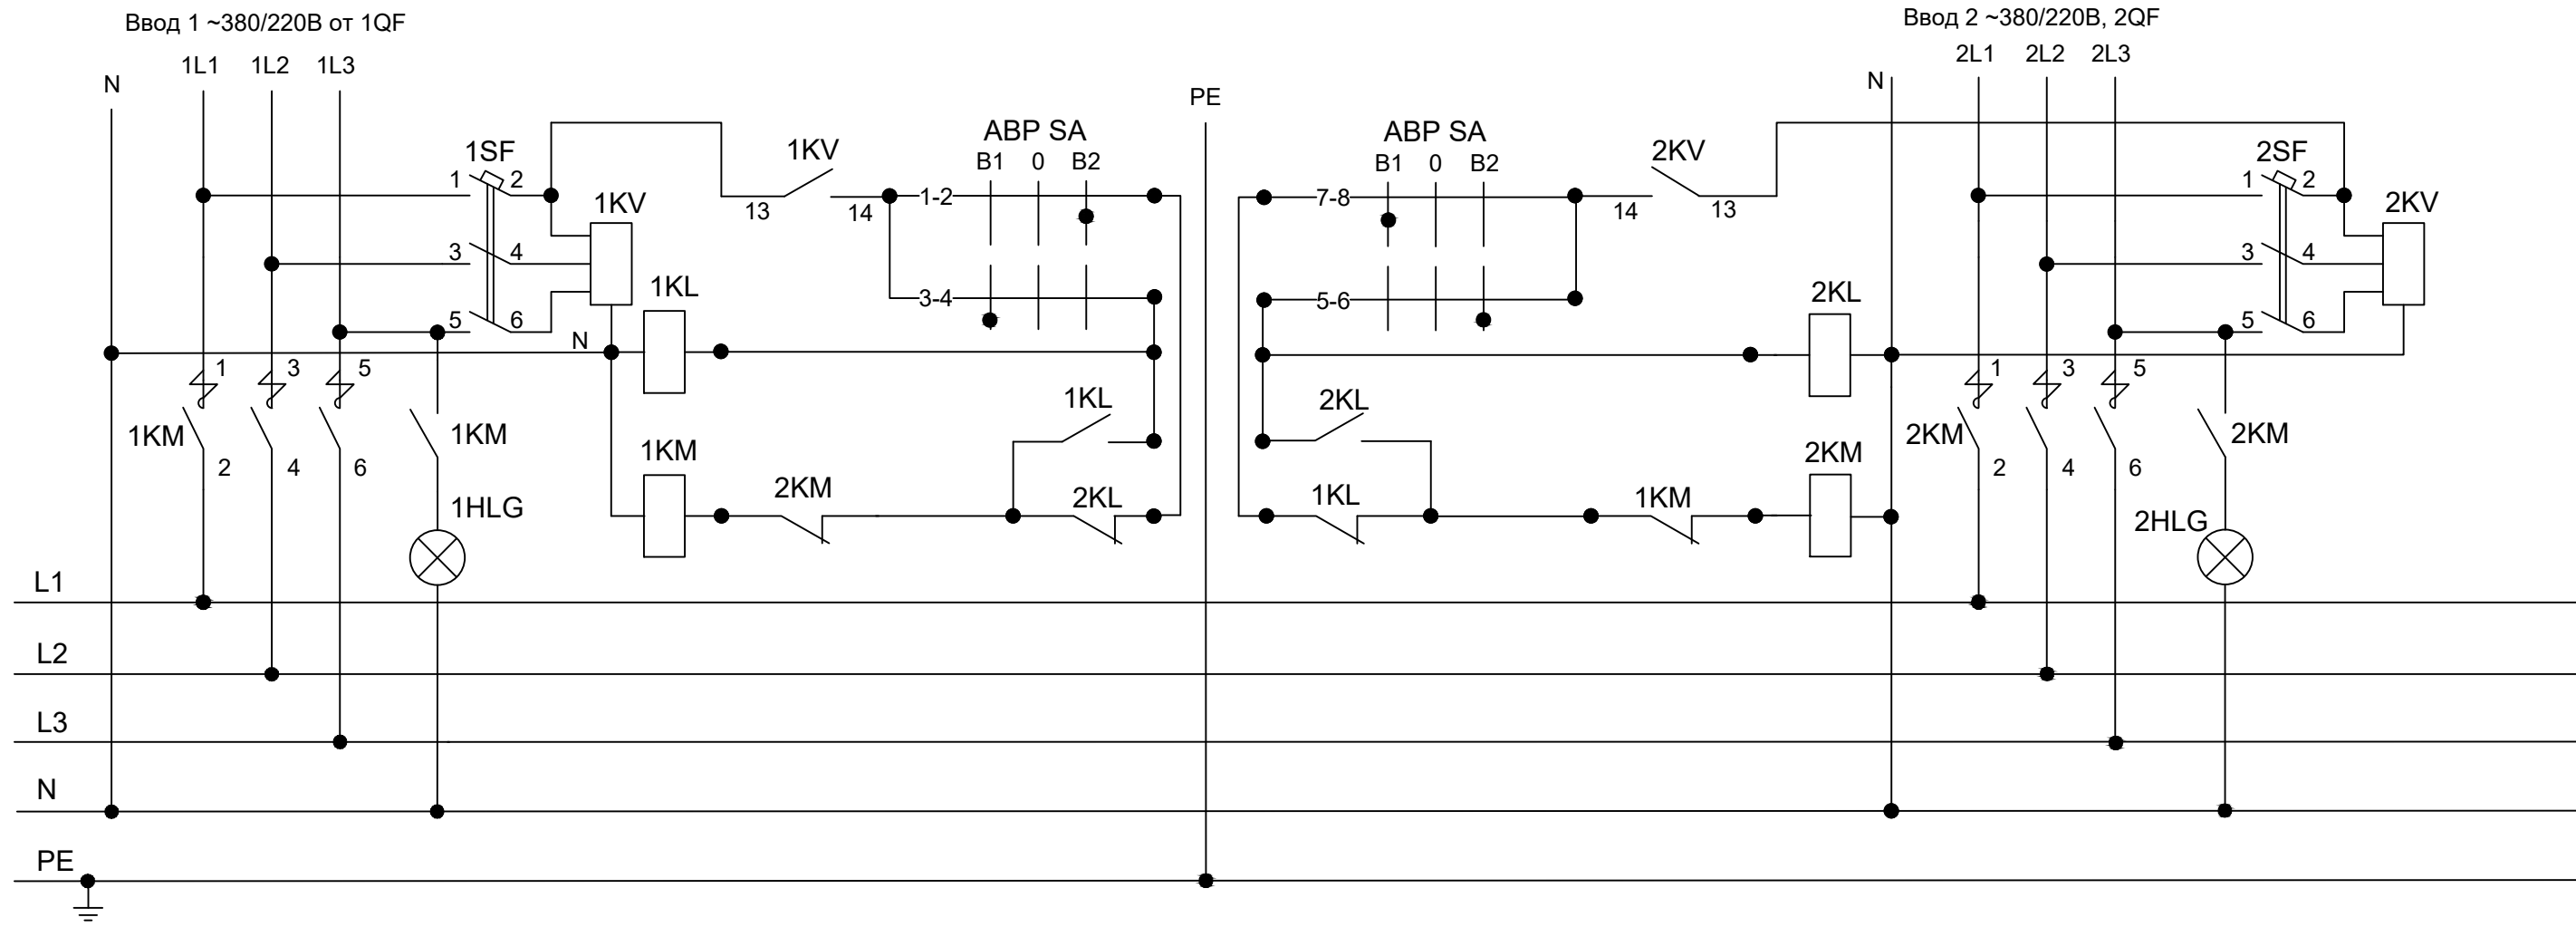 Ввод 1 ~380/220В от 1QF
Ввод 2 ~380/220В, 2QF
1L1 1L2 1L3
2L1 2L2 2L3
N
N
PE
АВР SA
АВР SA
В1 0 В2
В1 0 В2
1SF
1KV
2KV
2SF
1 2
1-2
7-8
1 2
13 14
14 13
1KV
2KV
3 4
3 4
1KL
3-4
5-6
2KL
5 6
5 6
N
1 3 5
1 3 5
1KL
2KL
1KM
1KM
1KM
2KM
2KM
2KM
2 4 6
2 4 6
2KM
2KL
1KL
1KM
1HLG
2HLG
L1
L2
L3
N
PE